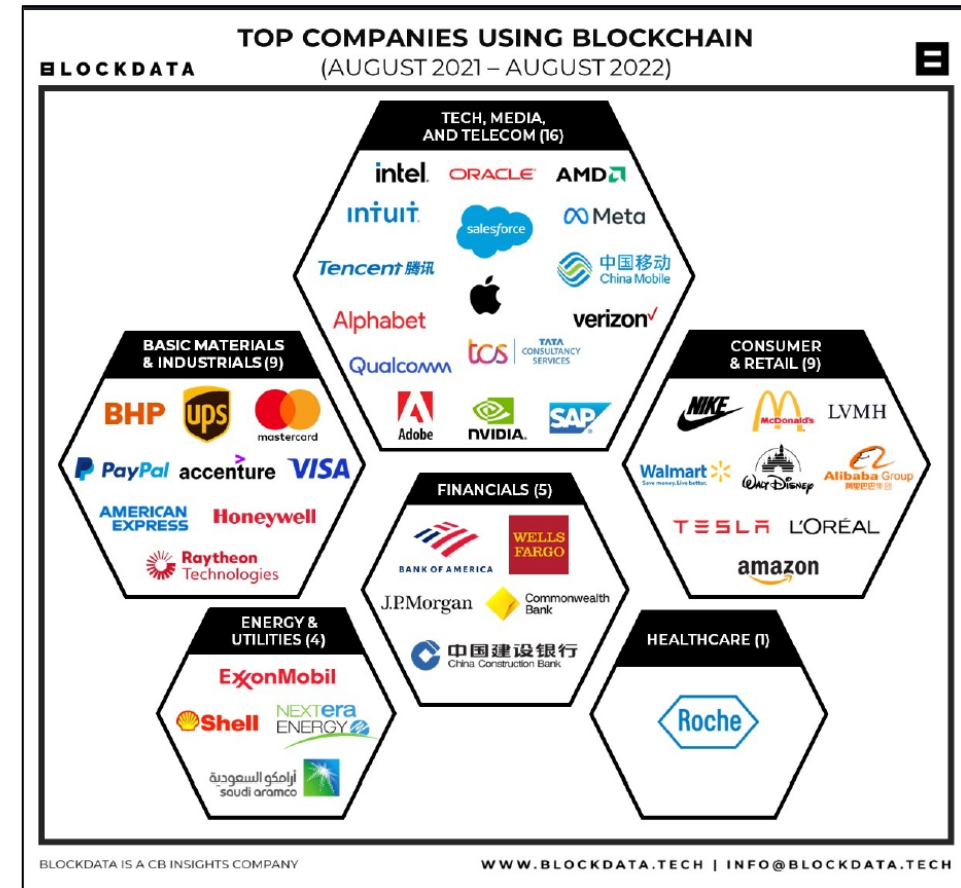 TOP COMPANIES USING BLOCKCHAIN
BLOCKDATA
(AUGUST 2021 – AUGUST 2022)
TECH, MEDIA,
AND TELECOM (16)
intel.
ORACLE
AMD
INTUIT
salesforce
Meta
Tencent 腾讯
中国移动
China Mobile
Alphabet
verizon
Qualcomm
tcs
TATA
CONSULTANCY
SERVICES
Adobe
NVIDIA.
SAP
BASIC MATERIALS
& INDUSTRIALS (9)
BHP
ups
mastercard
PayPal
accenture
VISA
AMERICAN
EXPRESS
Honeywell
Raytheon
Technologies
CONSUMER
& RETAIL (9)
NIKE
McDonald's
LVMH
Walmart
Save money. Live better.
WALT DISNEY
Alibaba Group
阿里巴巴集团
TESLA
L'ORÉAL
amazon
FINANCIALS (5)
BANK OF AMERICA
WELLS
FARGO
J.P.Morgan
Commonwealth
Bank
中国建设银行
China Construction Bank
ENERGY &
UTILITIES (4)
ExxonMobil
Shell
NEXTera
ENERGY
أرامكو السعودية
saudi aramco
HEALTHCARE (1)
Roche
BLOCKDATA IS A CB INSIGHTS COMPANY
WWW.BLOCKDATA.TECH | INFO@BLOCKDATA.TECH